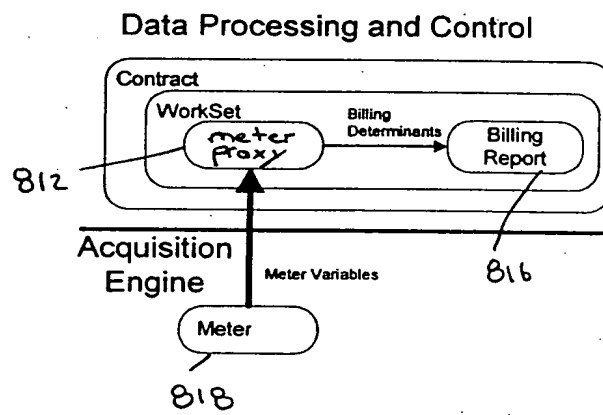 Data Processing and Control
Contract
WorkSet
meter
proxy
Billing
Determinants
Billing
Report
812
816
Acquisition
Engine
Meter Variables
Meter
818